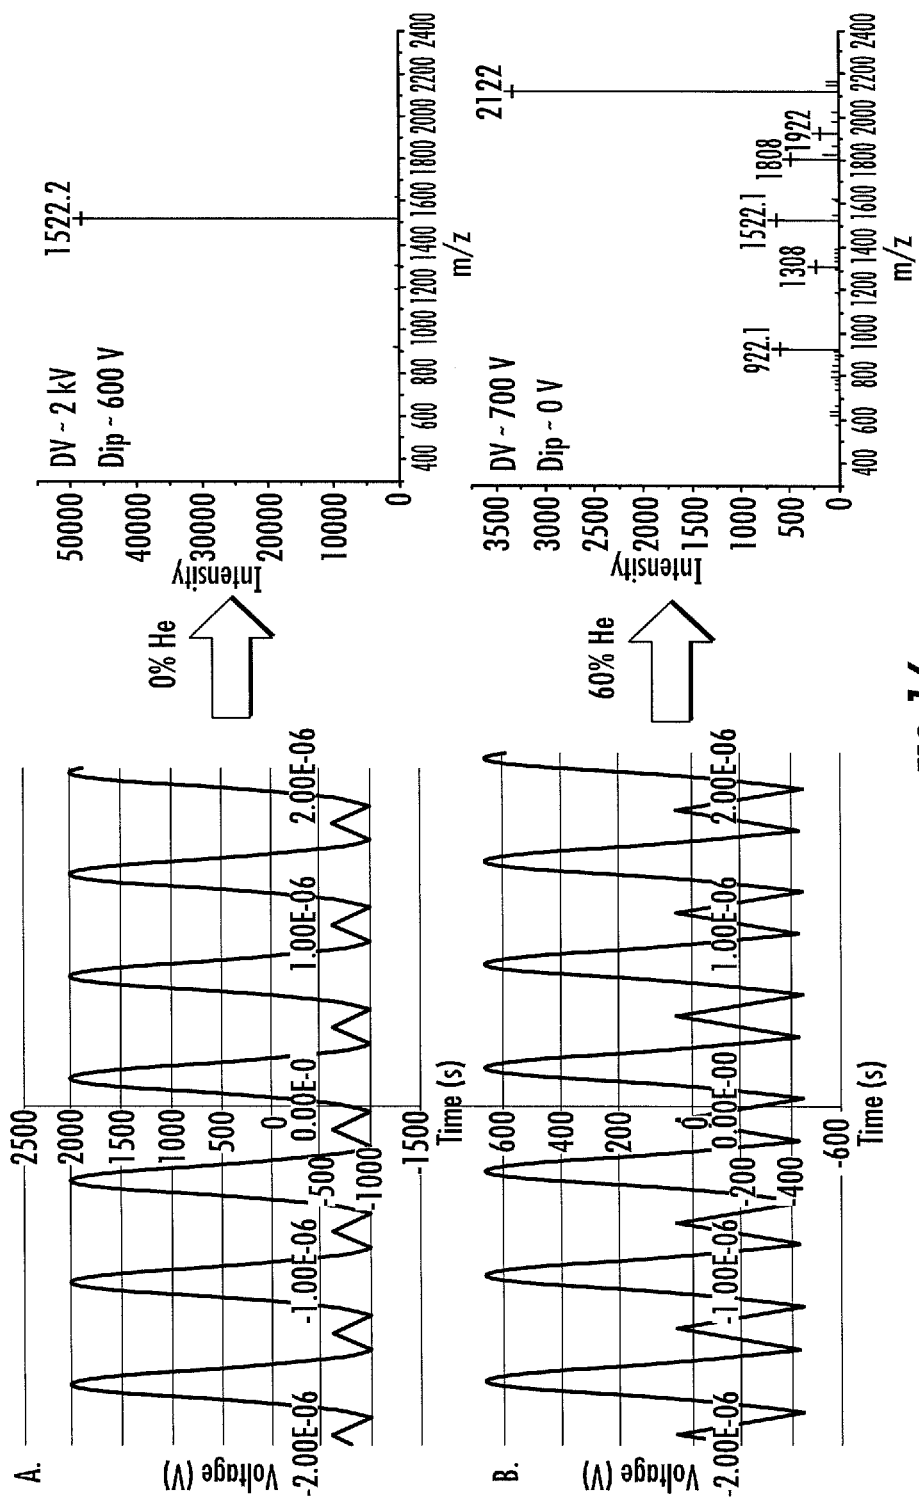 A.
Voltage (V)
2500
2000
1500
1000
500
0
-500
-1000
-1500
-2.00E-06
-1.00E-06
0.00E-0
1.00E-06
2.00E-06
Time (s)
0% He
DV ~ 2 kV
Dip ~ 600 V
1522.2
Intensity
50000
40000
30000
20000
10000
0
400
600
800
1000
1200
1400
1600
1800
2000
2200
2400
m/z
B.
Voltage (V)
600
400
200
0
-200
-400
-600
-2.00E-06
-1.00E-06
0.00E-00
1.00E-06
2.00E-06
Time (s)
60% He
DV ~ 700 V
Dip ~ 0 V
922.1
1308
1522.1
1808
1922
2122
Intensity
3500
3000
2500
2000
1500
1000
500
0
400
600
800
1000
1200
1400
1600
1800
2000
2200
2400
m/z